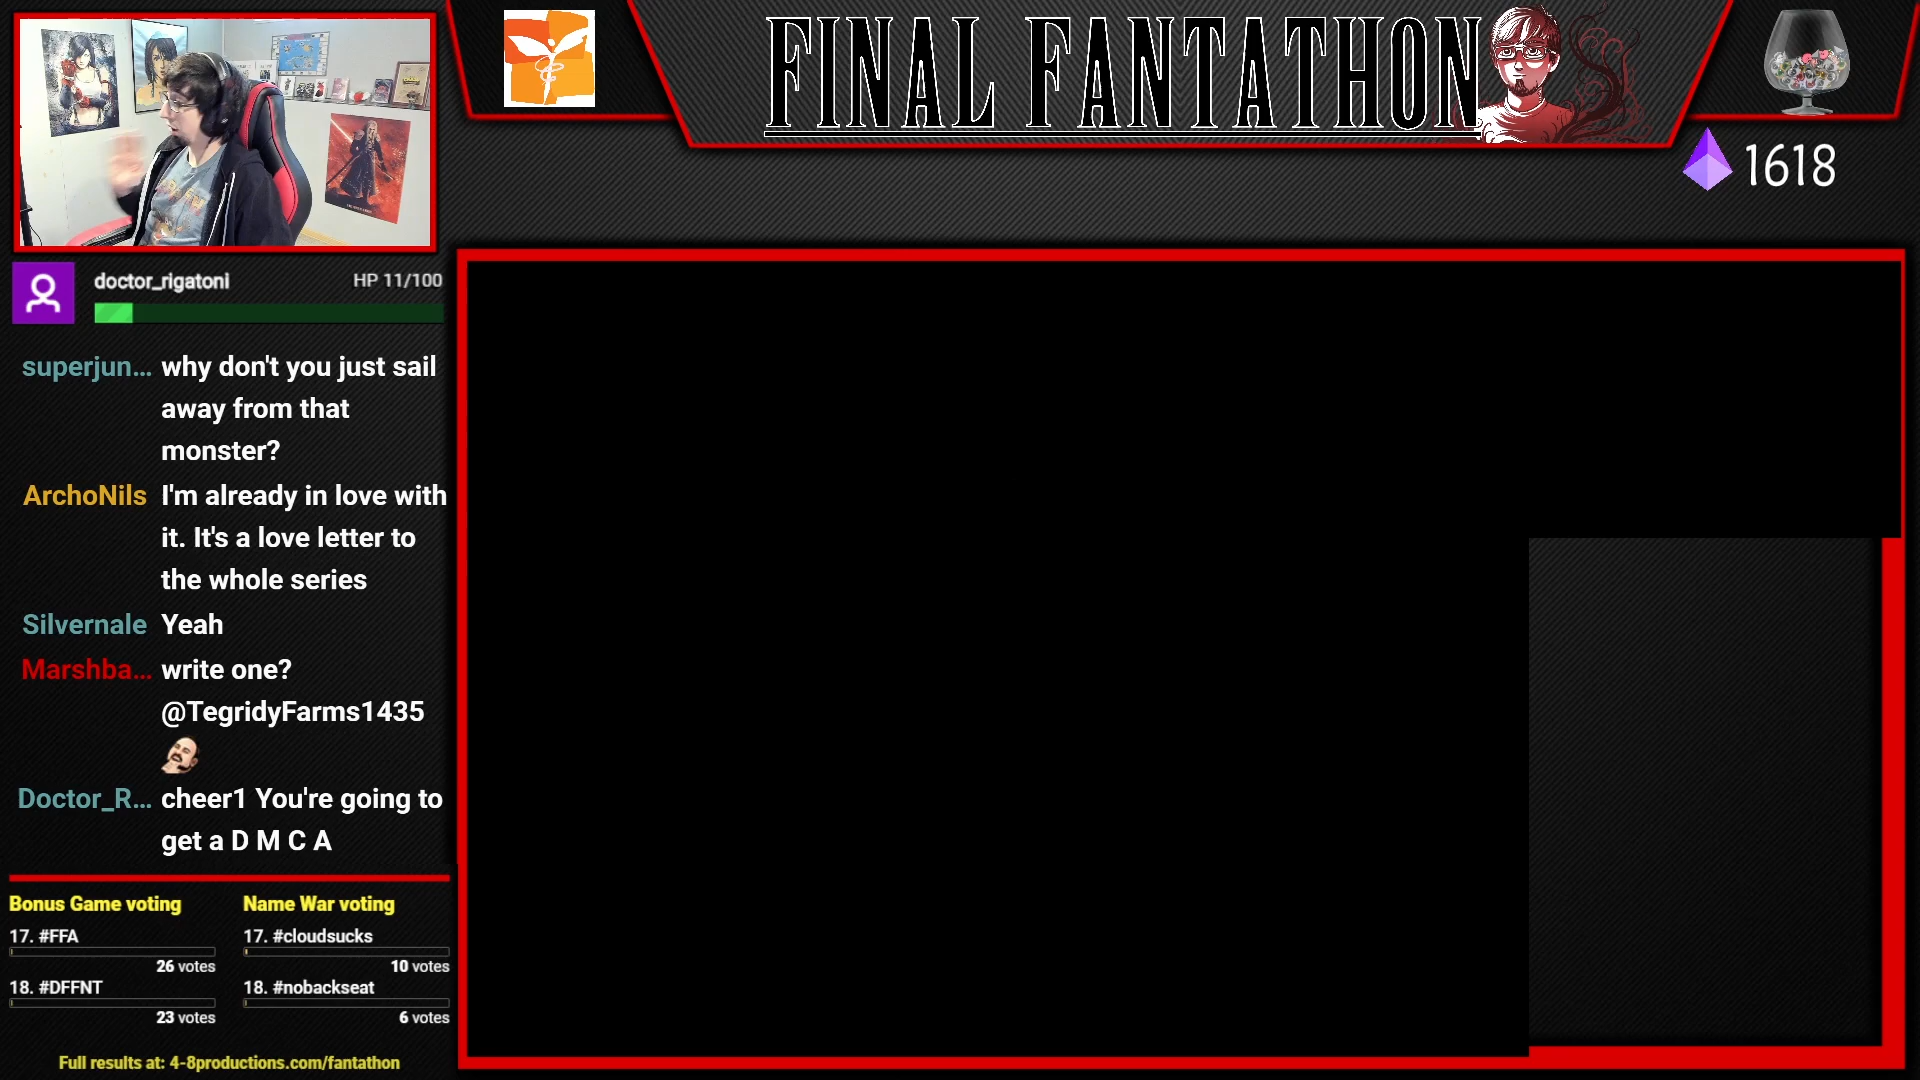 FINAL FANTATHON
1618
doctor_rigatoni HP 11/100
superjun... why don't you just sail
away from that
monster?
ArchoNils I'm already in love with
it. It's a love letter to
the whole series
Silvernale Yeah
Marshba... write one?
@TegridyFarms1435
Doctor_R... cheer1 You're going to
get a D M C A
Bonus Game voting
17. #FFA
26 votes
18. #DFFNT
23 votes
Name War voting
17. #cloudsucks
10 votes
18. #nobackseat
6 votes
Full results at: 4-8productions.com/fantathon